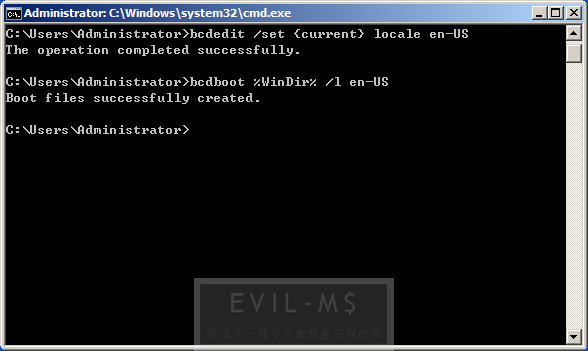 Administrator: C:\Windows\system32\cmd.exe
C:\Users\Administrator>bcdedit /set {current} locale en-US
The operation completed successfully.
C:\Users\Administrator>bcdboot %WinDir% /l en-US
Boot files successfully created.
C:\Users\Administrator>
EVIL-M$